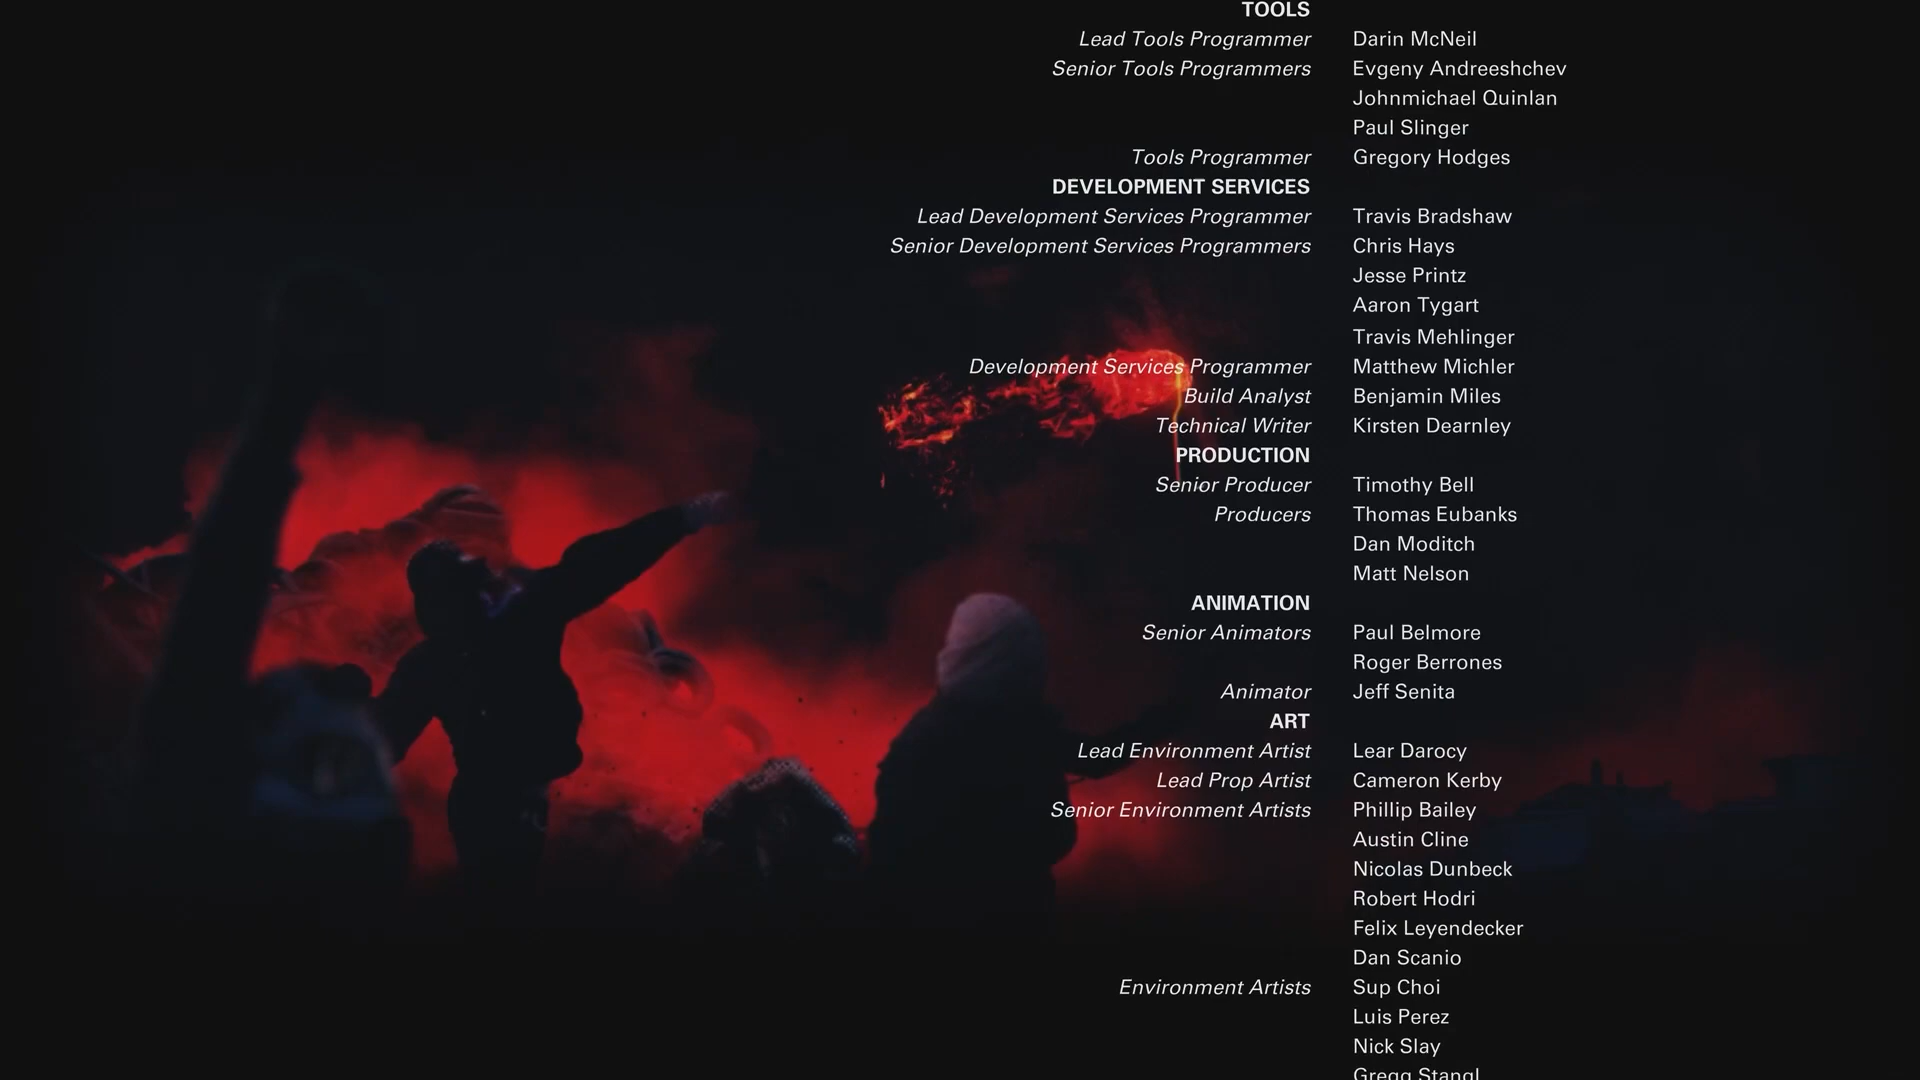 TOOLS
Lead Tools Programmer Darin McNeil
Senior Tools Programmers Evgeny Andreeshchev
Johnmichael Quinlan
Paul Slinger
Tools Programmer Gregory Hodges
DEVELOPMENT SERVICES
Lead Development Services Programmer Travis Bradshaw
Senior Development Services Programmers Chris Hays
Jesse Printz
Aaron Tygart
Travis Mehlinger
Development Services Programmer Matthew Michler
Build Analyst Benjamin Miles
Technical Writer Kirsten Dearnley
PRODUCTION
Senior Producer Timothy Bell
Producers Thomas Eubanks
Dan Moditch
Matt Nelson
ANIMATION
Senior Animators Paul Belmore
Roger Berrones
Animator Jeff Senita
ART
Lead Environment Artist Lear Darocy
Lead Prop Artist Cameron Kerby
Senior Environment Artists Phillip Bailey
Austin Cline
Nicolas Dunbeck
Robert Hodri
Felix Leyendecker
Dan Scanio
Environment Artists Sup Choi
Luis Perez
Nick Slay
Gregg Stangl